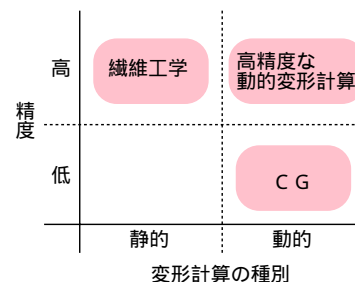 高
繊維工学
高精度な
動的変形計算
精度
低
ＣＧ
静的
動的
変形計算の種別